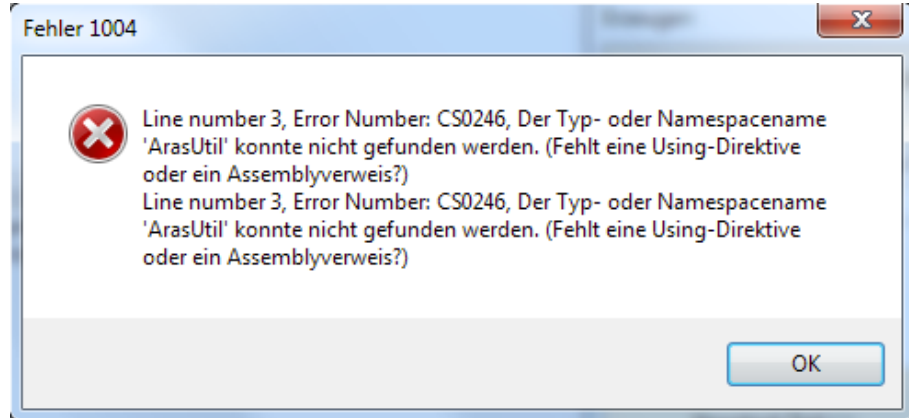 Fehler 1004
Line number 3, Error Number: CS0246, Der Typ- oder Namespacename
'ArasUtil' konnte nicht gefunden werden. (Fehlt eine Using-Direktive
oder ein Assemblyverweis?)
Line number 3, Error Number: CS0246, Der Typ- oder Namespacename
'ArasUtil' konnte nicht gefunden werden. (Fehlt eine Using-Direktive
oder ein Assemblyverweis?)
OK